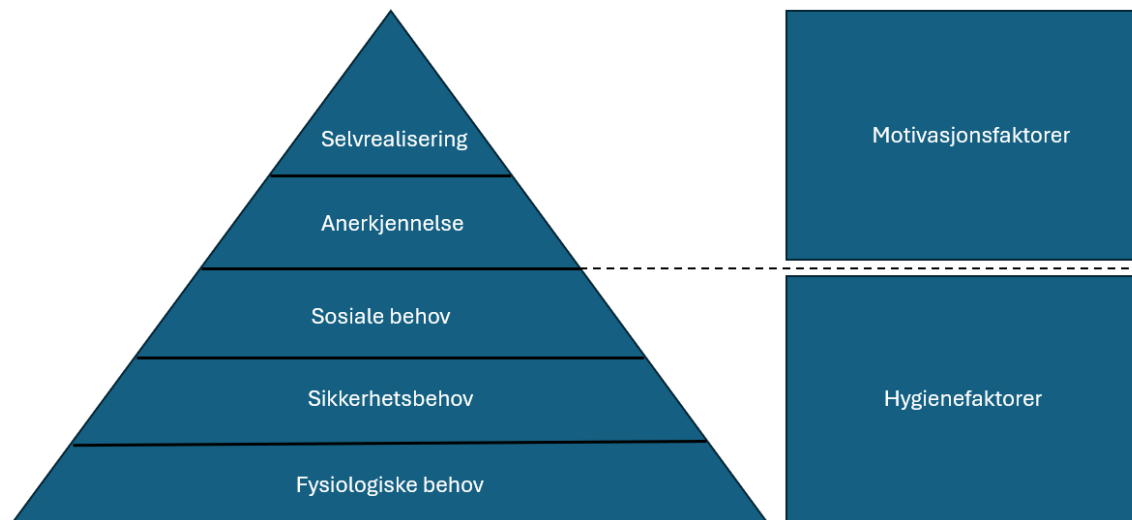 Selvrealisering
Anerkjennelse
Sosiale behov
Sikkerhetsbehov
Fysiologiske behov
Motivasjonsfaktorer
Hygienefaktorer